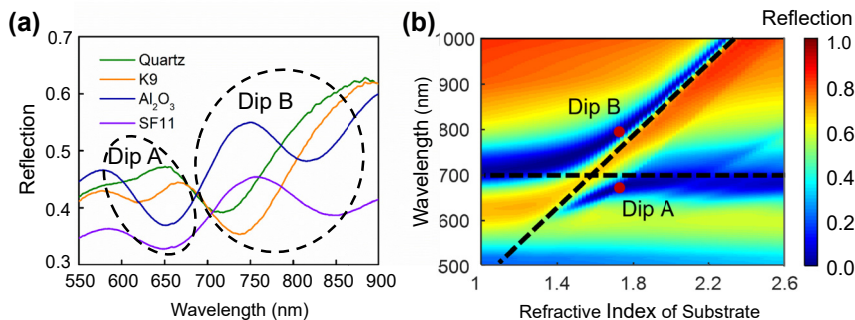 (a)
0.7
0.6
0.5
0.4
0.3
Reflection
Quartz
K9
Al2O3
SF11
Dip A
Dip B
550 600 650 700 750 800 850 900
Wavelength (nm)
(b)
Reflection
000
900
800
700
600
500
Wavelength (nm)
Dip B
Dip A
1 1.4 1.8 2.2 2.6
Refractive Index of Substrate
1.0
0.8
0.6
0.4
0.2
0.0